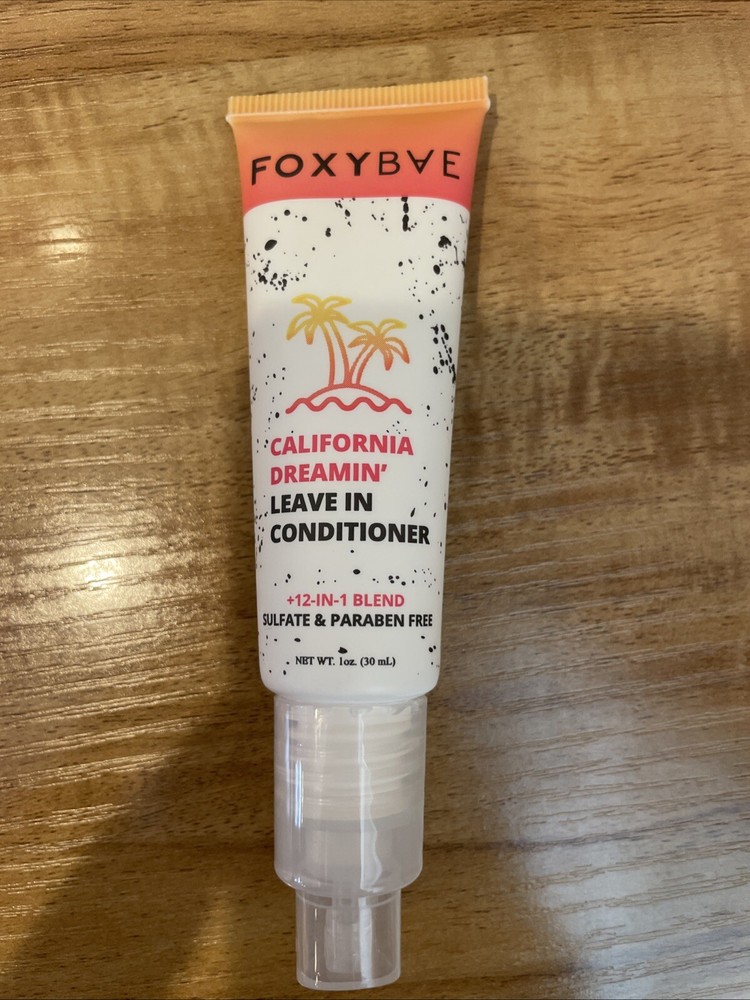 FOXYBAE
CALIFORNIA
DREAMIN’
LEAVE IN
CONDITIONER
+12-IN-1 BLEND
SULFATE & PARABEN FREE
NET WT. 1oz. (30 mL)